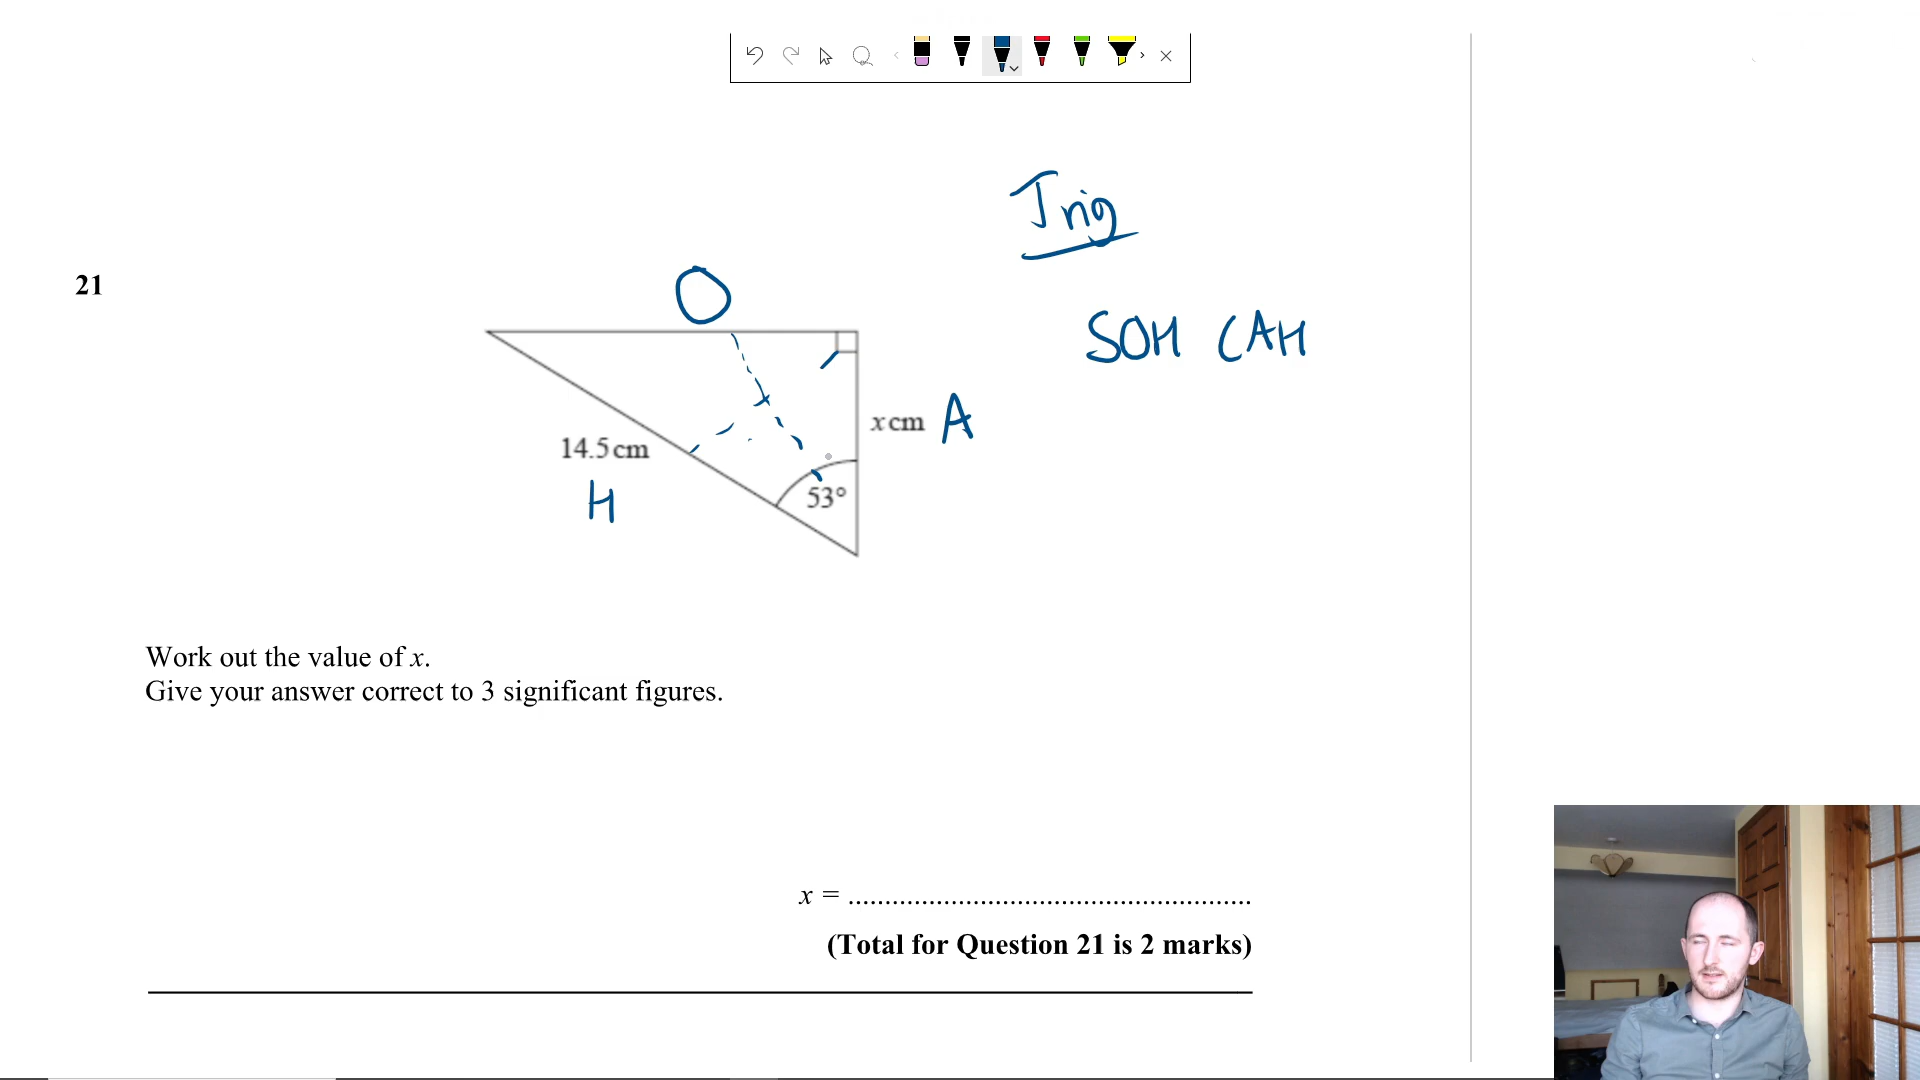 Trig
21
O
SOH CAH
x cm A
14.5 cm
H
53°
Work out the value of x.
Give your answer correct to 3 significant figures.
x = ......................................................
(Total for Question 21 is 2 marks)